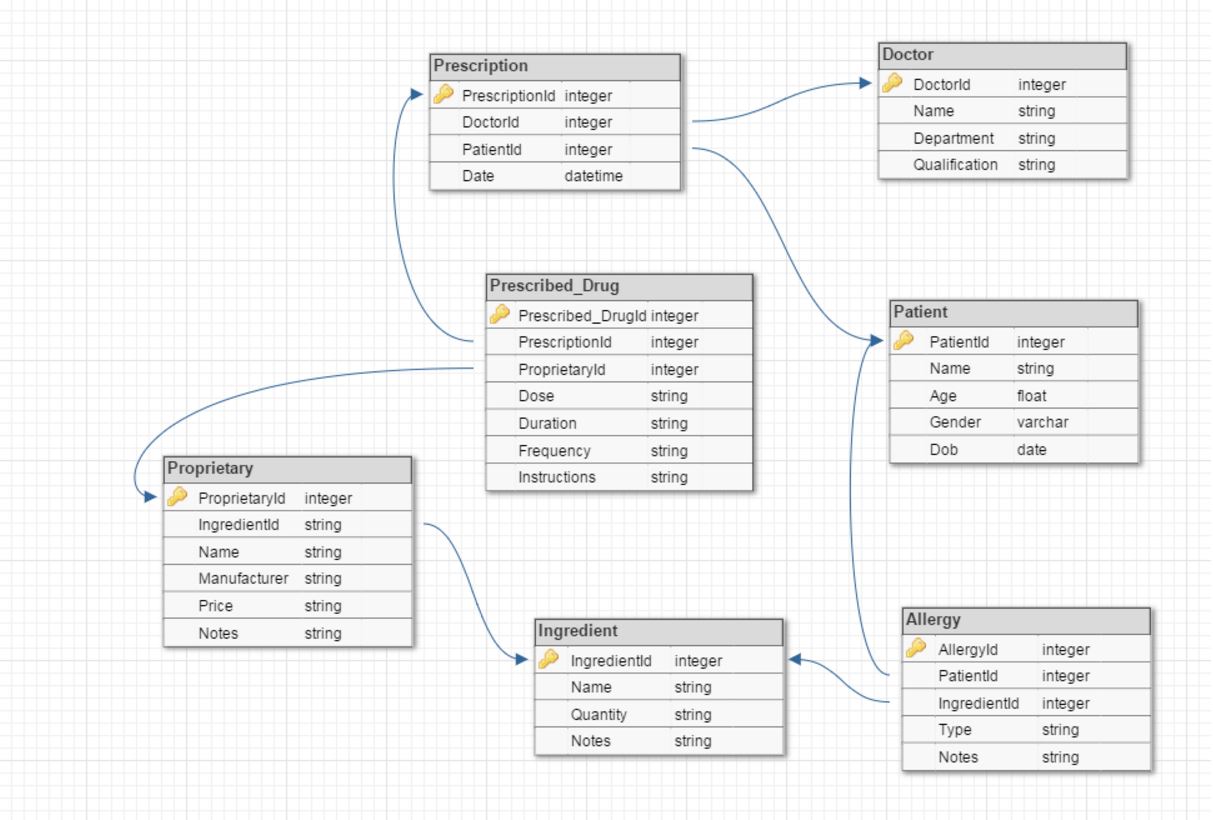 Prescription
PrescriptionId integer
DoctorId integer
PatientId integer
Date datetime
Doctor
DoctorId integer
Name string
Department string
Qualification string
Prescribed_Drug
Prescribed_DrugId integer
PrescriptionId integer
ProprietaryId integer
Dose string
Duration string
Frequency string
Instructions string
Patient
PatientId integer
Name string
Age float
Gender varchar
Dob date
Proprietary
ProprietaryId integer
IngredientId string
Name string
Manufacturer string
Price string
Notes string
Ingredient
IngredientId integer
Name string
Quantity string
Notes string
Allergy
AllergyId integer
PatientId integer
IngredientId integer
Type string
Notes string